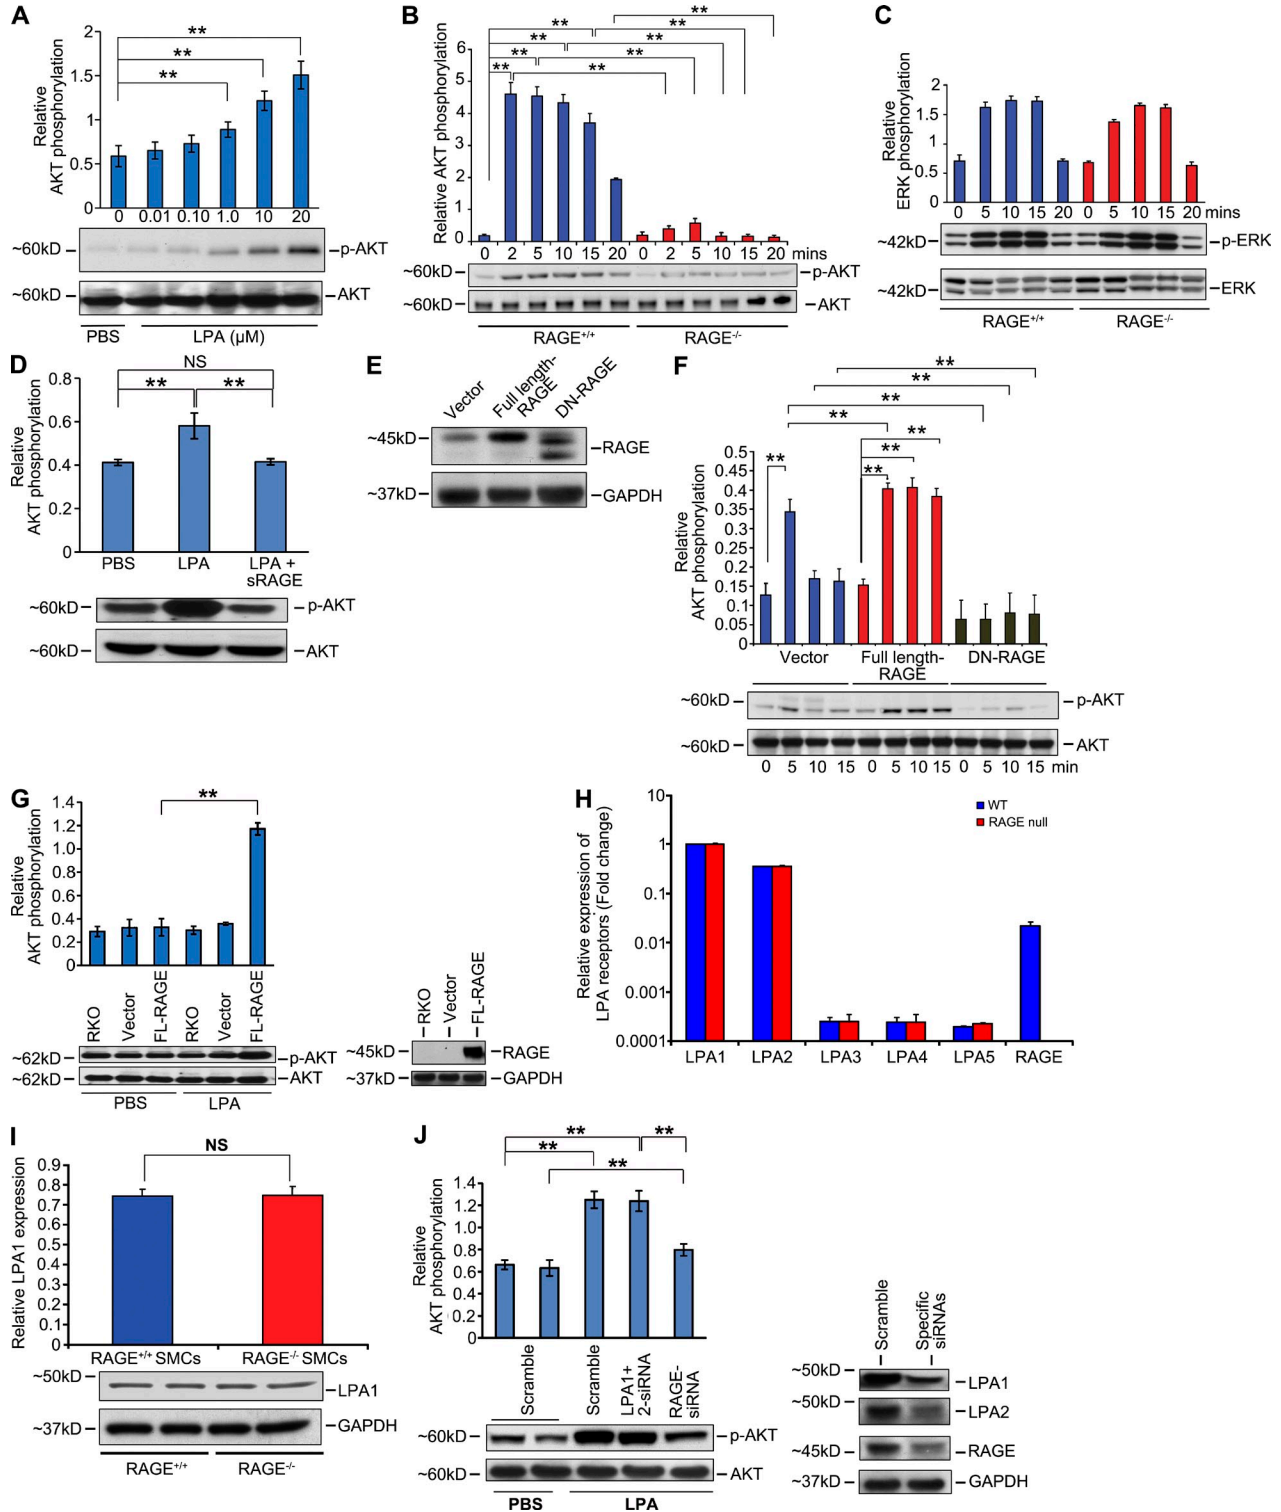 A
Relative
AKT phosphorylation
2
1.5
1
0.5
0
** ** **
0 0.01 0.10 1.0 10 20
~60kD p-AKT
~60kD AKT
PBS LPA (µM)
B
Relative AKT phosphorylation
6
5
4
3
2
1
0
** ** ** ** ** ** ** ** **
0 2 5 10 15 20 0 2 5 10 15 20 mins
~60kD p-AKT
~60kD AKT
RAGE+/+ RAGE-/-
C
Relative
ERK phosphorylation
2
1.5
1
0.5
0
0 5 10 15 20 0 5 10 15 20 mins
~42kD p-ERK
~42kD ERK
RAGE+/+ RAGE-/-
D
Relative
AKT phosphorylation
0.8
0.6
0.4
0.2
0
NS
** **
PBS LPA LPA +
sRAGE
~60kD p-AKT
~60kD AKT
E
Vector Full length-
RAGE DN-RAGE
~45kD RAGE
~37kD GAPDH
F
Relative
AKT phosphorylation
0.5
0.45
0.4
0.35
0.3
0.25
0.2
0.15
0.1
0.05
0
** ** ** ** ** ** ** **
Vector Full length-
RAGE DN-RAGE
~60kD p-AKT
~60kD AKT
0 5 10 15 0 5 10 15 0 5 10 15 min
G
Relative
AKT phosphorylation
1.4
1.2
1.0
0.8
0.6
0.4
0.2
0
**
RKO Vector FL-RAGE RKO Vector FL-RAGE
~62kD p-AKT
~62kD AKT
PBS LPA
RKO Vector FL-RAGE
~45kD RAGE
~37kD GAPDH
H
Relative expression of
LPA receptors (Fold change)
10
1
0.1
0.01
0.001
0.0001
WT
RAGE null
LPA1 LPA2 LPA3 LPA4 LPA5 RAGE
I
Relative LPA1 expression
0.9
0.8
0.7
0.6
0.5
0.4
0.3
0.2
0.1
0
NS
RAGE+/+ SMCs RAGE-/- SMCs
~50kD LPA1
~37kD GAPDH
RAGE+/+ RAGE-/-
J
Relative
AKT phosphorylation
1.4
1.2
1.0
0.8
0.6
0.4
0.2
0
** ** ** **
Scramble Scramble LPA1+
2-siRNA RAGE-
siRNA
~60kD p-AKT
~60kD AKT
PBS LPA
Scramble Specific
siRNAs
~50kD LPA1
~50kD LPA2
~45kD RAGE
~37kD GAPDH